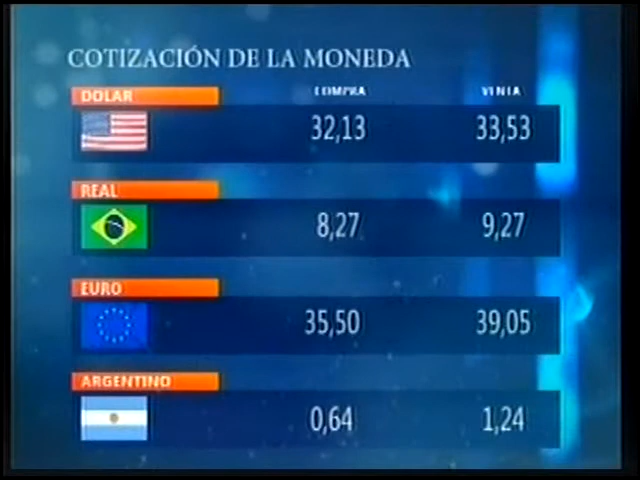 COTIZACIÓN DE LA MONEDA
COMPRA VENTA
DOLAR
32,13 33,53
REAL
8,27 9,27
EURO
35,50 39,05
ARGENTINO
0,64 1,24